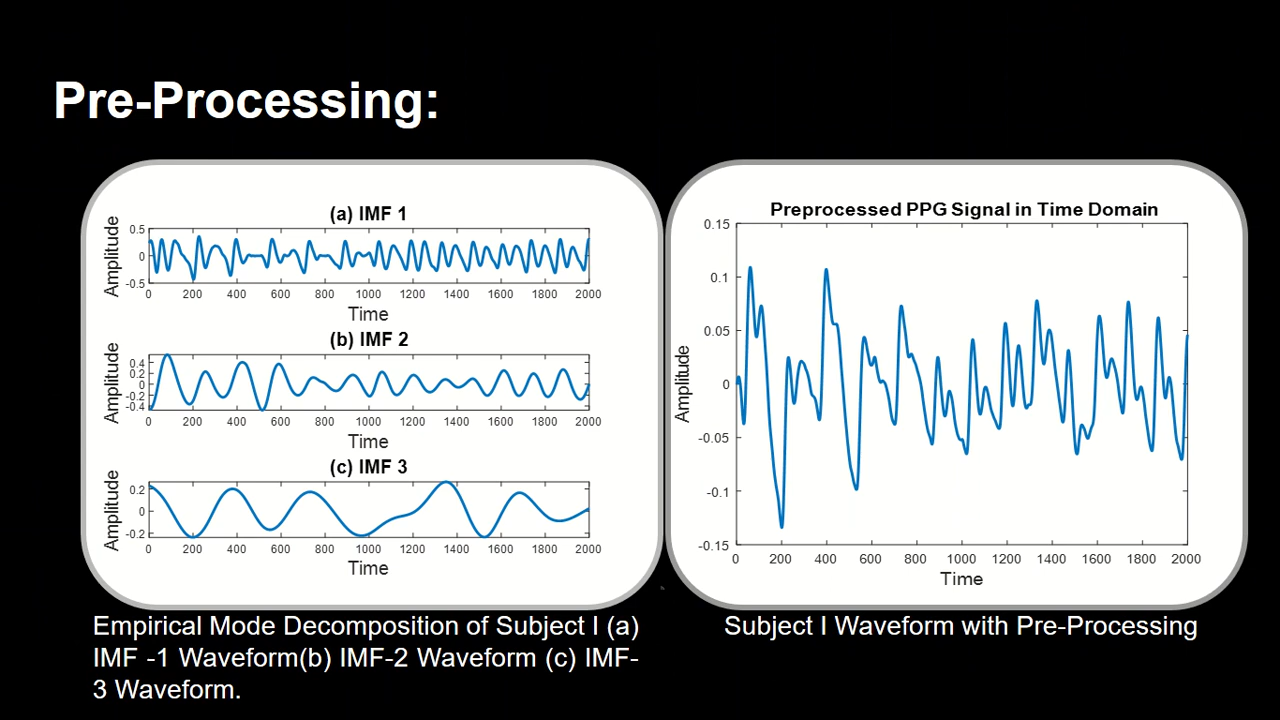 Pre-Processing:
(a) IMF 1
Amplitude
0.5
0
-0.5
0 200 400 600 800 1000 1200 1400 1600 1800 2000
Time
(b) IMF 2
Amplitude
0.4
0.2
0
-0.2
-0.4
0 200 400 600 800 1000 1200 1400 1600 1800 2000
Time
(c) IMF 3
Amplitude
0.2
0
-0.2
0 200 400 600 800 1000 1200 1400 1600 1800 2000
Time
Empirical Mode Decomposition of Subject I (a)
IMF -1 Waveform(b) IMF-2 Waveform (c) IMF-
3 Waveform.
Preprocessed PPG Signal in Time Domain
Amplitude
0.15
0.1
0.05
0
-0.05
-0.1
-0.15
0 200 400 600 800 1000 1200 1400 1600 1800 2000
Time
Subject I Waveform with Pre-Processing